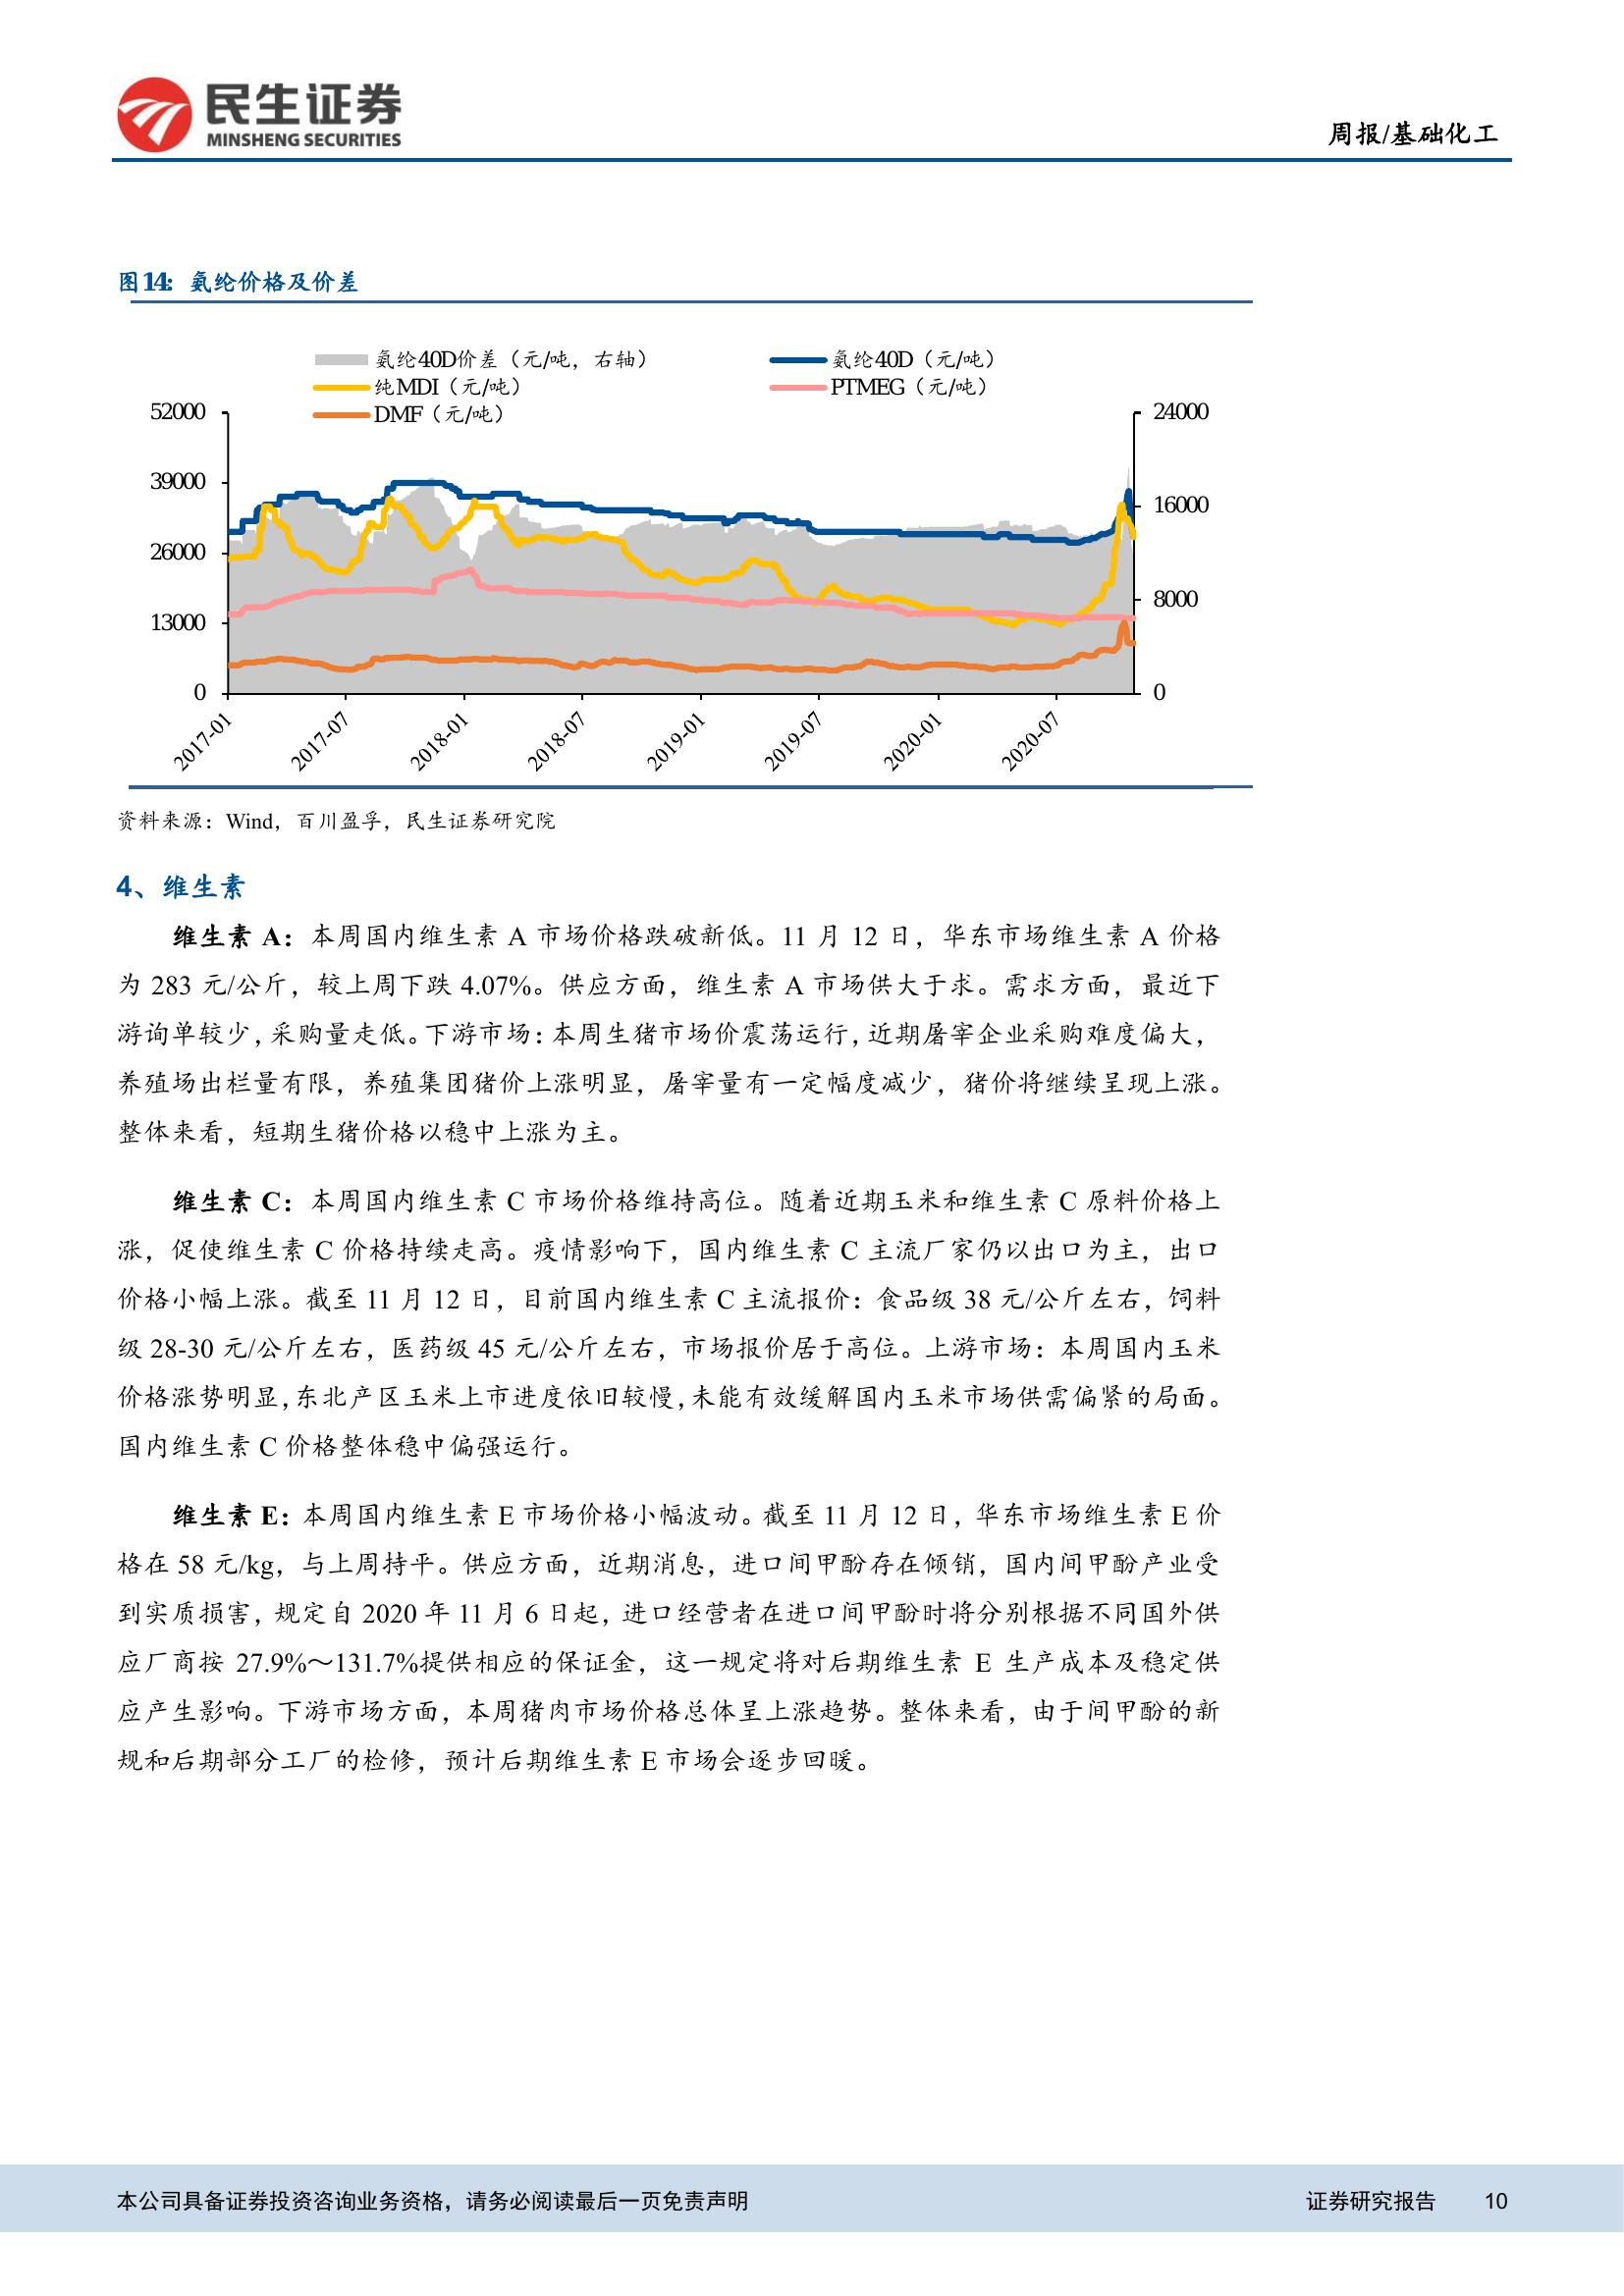 民生证券
MINSHENG SECURITIES
周报/基础化工
图14: 氨纶价格及价差
氨纶40D价差（元/吨，右轴）
氨纶40D（元/吨）
纯MDI（元/吨）
PTMEG（元/吨）
DMF（元/吨）
52000
39000
26000
13000
0
24000
16000
8000
0
2017-01
2017-07
2018-01
2018-07
2019-01
2019-07
2020-01
2020-07
资料来源：Wind，百川盈孚，民生证券研究院
4、维生素
维生素 A：本周国内维生素 A 市场价格跌破新低。11 月 12 日，华东市场维生素 A 价格
为 283 元/公斤，较上周下跌 4.07%。供应方面，维生素 A 市场供大于求。需求方面，最近下
游询单较少，采购量走低。下游市场：本周生猪市场价震荡运行，近期屠宰企业采购难度偏大，
养殖场出栏量有限，养殖集团猪价上涨明显，屠宰量有一定幅度减少，猪价将继续呈现上涨。
整体来看，短期生猪价格以稳中上涨为主。
维生素 C：本周国内维生素 C 市场价格维持高位。随着近期玉米和维生素 C 原料价格上
涨，促使维生素 C 价格持续走高。疫情影响下，国内维生素 C 主流厂家仍以出口为主，出口
价格小幅上涨。截至 11 月 12 日，目前国内维生素 C 主流报价：食品级 38 元/公斤左右，饲料
级 28-30 元/公斤左右，医药级 45 元/公斤左右，市场报价居于高位。上游市场：本周国内玉米
价格涨势明显，东北产区玉米上市进度依旧较慢，未能有效缓解国内玉米市场供需偏紧的局面。
国内维生素 C 价格整体稳中偏强运行。
维生素 E：本周国内维生素 E 市场价格小幅波动。截至 11 月 12 日，华东市场维生素 E 价
格在 58 元/kg，与上周持平。供应方面，近期消息，进口间甲酚存在倾销，国内间甲酚产业受
到实质损害，规定自 2020 年 11 月 6 日起，进口经营者在进口间甲酚时将分别根据不同国外供
应厂商按 27.9%～131.7%提供相应的保证金，这一规定将对后期维生素 E 生产成本及稳定供
应产生影响。下游市场方面，本周猪肉市场价格总体呈上涨趋势。整体来看，由于间甲酚的新
规和后期部分工厂的检修，预计后期维生素 E 市场会逐步回暖。
本公司具备证券投资咨询业务资格，请务必阅读最后一页免责声明
证券研究报告 10